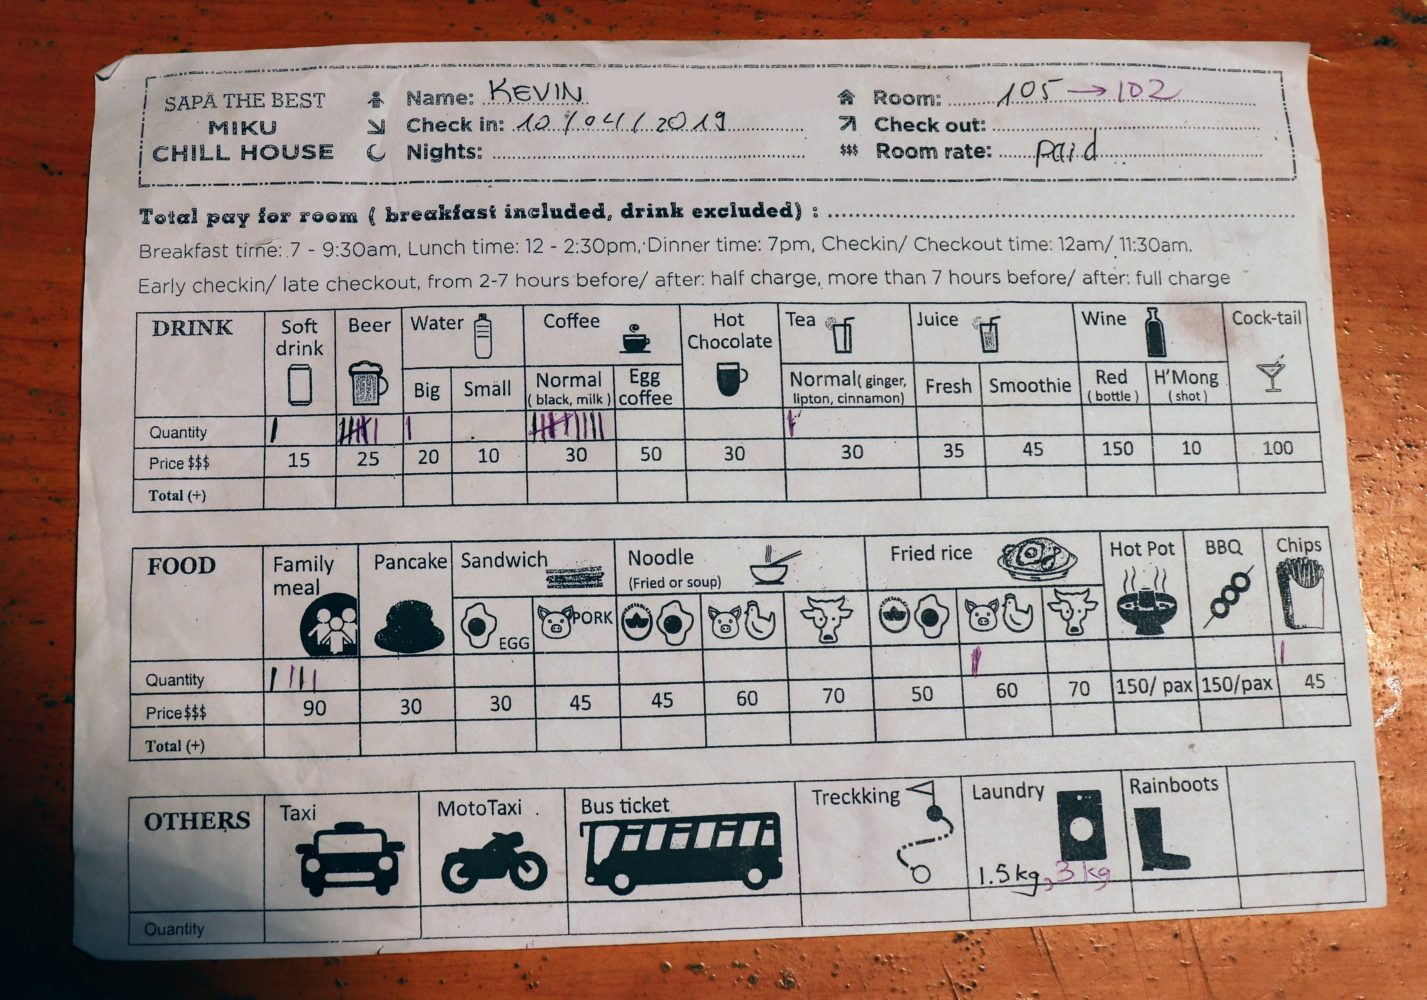 SAPA THE BEST
MIKU
CHILL HOUSE
Name: KEVIN
Check in: 10/04/2019
Nights:
Room: 105 → 102
Check out:
$$$ Room rate: paid
Total pay for room ( breakfast included, drink excluded) :
Breakfast time: 7 - 9:30am, Lunch time: 12 - 2:30pm, Dinner time: 7pm, Checkin/ Checkout time: 12am/ 11:30am.
Early checkin/ late checkout, from 2-7 hours before/ after: half charge, more than 7 hours before/ after: full charge
DRINK Soft drink Beer Water Coffee Hot Chocolate Tea Juice Wine Cock-tail
Big Small Normal ( black, milk ) Egg coffee Normal( ginger, lipton, cinnamon) Fresh Smoothie Red ( bottle ) H'Mong ( shot )
Quantity
Price $$$ 15 25 20 10 30 50 30 30 35 45 150 10 100
Total (+)
FOOD Family meal Pancake Sandwich Noodle (Fried or soup) Fried rice Hot Pot BBQ Chips
EGG PORK
Quantity
Price $$$ 90 30 30 45 45 60 70 50 60 70 150/ pax 150/pax 45
Total (+)
OTHERS Taxi MotoTaxi Bus ticket Treckking Laundry Rainboots
1.5 kg, 3 kg
Quantity